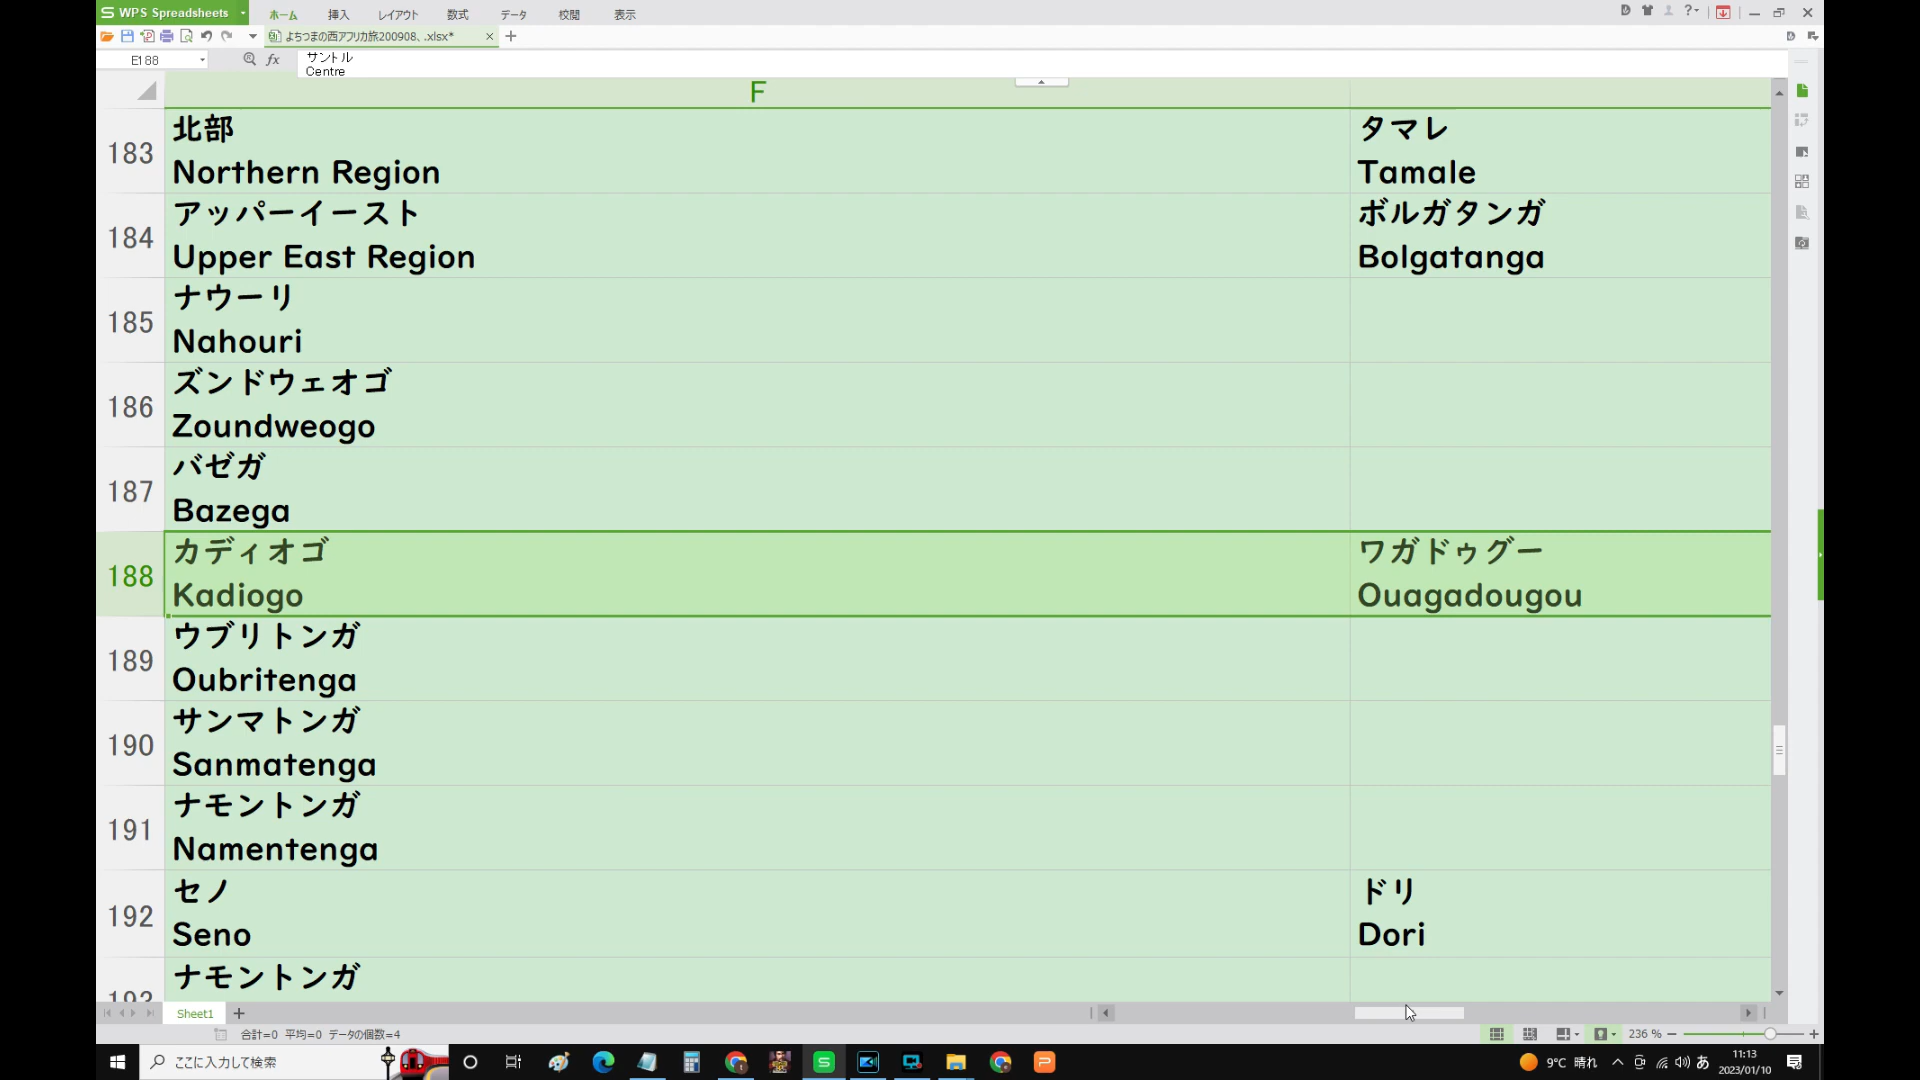 WPS Spreadsheets
ホーム
挿入
レイアウト
数式
データ
校閲
表示
よちつまの西アフリカ旅200908、.xlsx*
E188
fx
サントル
Centre
F
183
北部
Northern Region
タマレ
Tamale
184
アッパーイースト
Upper East Region
ボルガタンガ
Bolgatanga
185
ナウーリ
Nahouri
186
ズンドウェオゴ
Zoundweogo
187
バゼガ
Bazega
188
カディオゴ
Kadiogo
ワガドゥグー
Ouagadougou
189
ウブリトンガ
Oubritenga
190
サンマトンガ
Sanmatenga
191
ナモントンガ
Namentenga
192
セノ
Seno
ドリ
Dori
193
ナモントンガ
Sheet1
合計=0 平均=0 データの個数=4
236 %
ここに入力して検索
9°C 晴れ
あ
11:13
2023/01/10